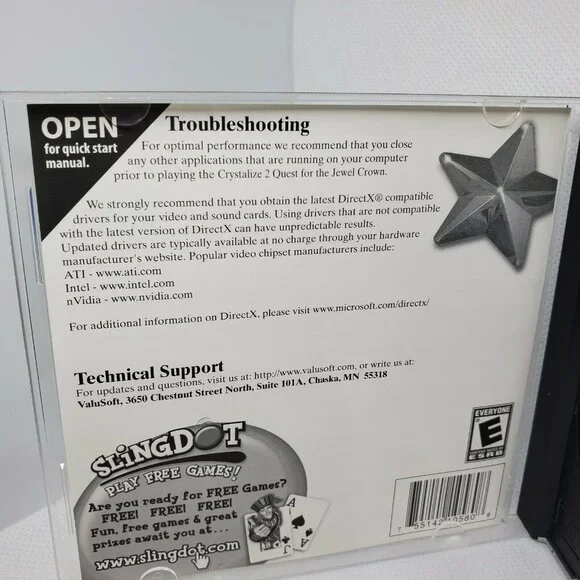 OPEN
for quick start
manual.
Troubleshooting
For optimal performance we recommend that you close
any other applications that are running on your computer
prior to playing the Crystalize 2 Quest for the Jewel Crown.
We strongly recommend that you obtain the latest DirectX® compatible
drivers for your video and sound cards. Using drivers that are not compatible
with the latest version of DirectX can have unpredictable results.
Updated drivers are typically available at no charge through your hardware
manufacturer's website. Popular video chipset manufacturers include:
ATI - www.ati.com
Intel - www.intel.com
nVidia - www.nvidia.com
For additional information on DirectX, please visit www.microsoft.com/directx/
Technical Support
For updates and questions, visit us at: http://www.valusoft.com, or write us at:
ValuSoft, 3650 Chestnut Street North, Suite 101A, Chaska, MN 55318
SLiNGDOT
PLAY FREE GAMES!
Are you ready for FREE Games?
FREE! FREE! FREE!
Fun, free games & great
prizes await you at...
www.slingdot.com
A
A
J
EVERYONE
E
CONTENT RATED BY
ESRB
7 55142 10580 8